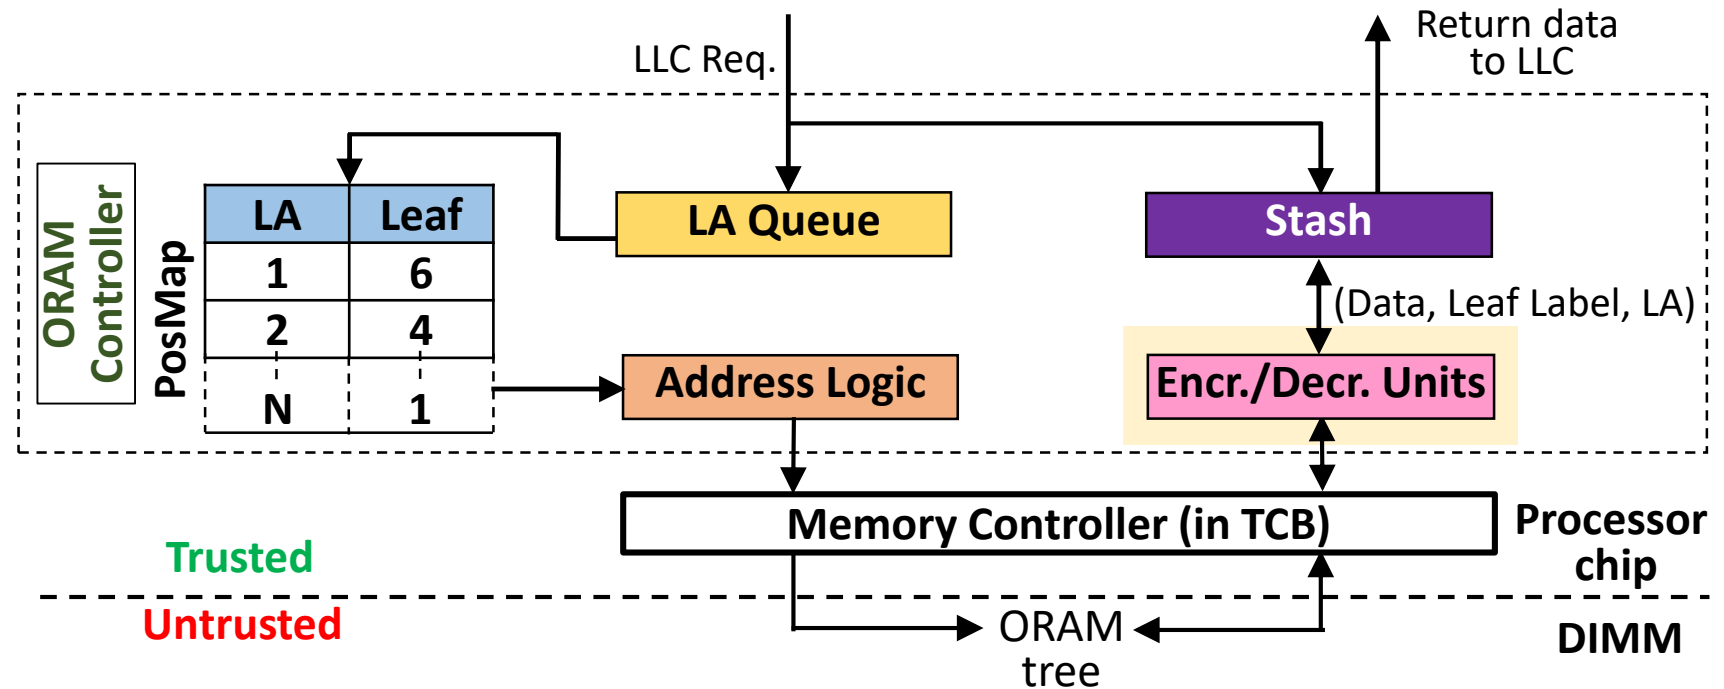 LLC Req.
Return data
to LLC
ORAM
Controller
PosMap
LA Leaf
1 6
2 4
N 1
LA Queue
Stash
(Data, Leaf Label, LA)
Address Logic
Encr./Decr. Units
Memory Controller (in TCB)
Processor
chip
Trusted
Untrusted
ORAM
tree
DIMM